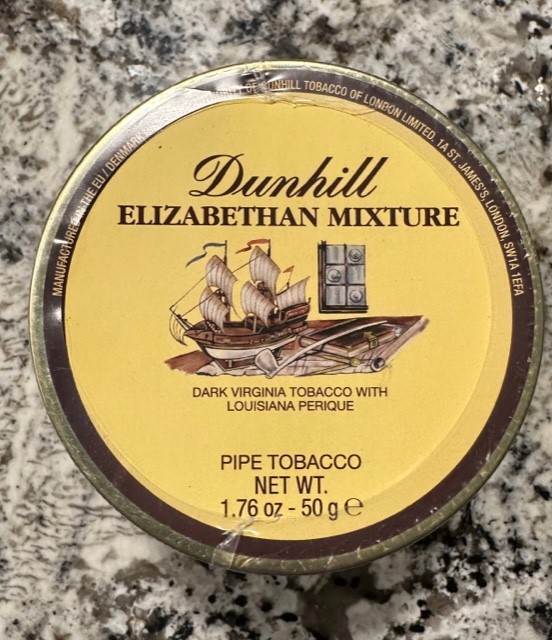 MANUFACTURED IN THE EU / DENMARK
OF DUNHILL TOBACCO OF LONDON LIMITED, 1A ST. JAMES'S, LONDON, SW1A 1EFA
Dunhill
ELIZABETHAN MIXTURE
DARK VIRGINIA TOBACCO WITH
LOUISIANA PERIQUE
PIPE TOBACCO
NET WT.
1.76 oz - 50 g ℮